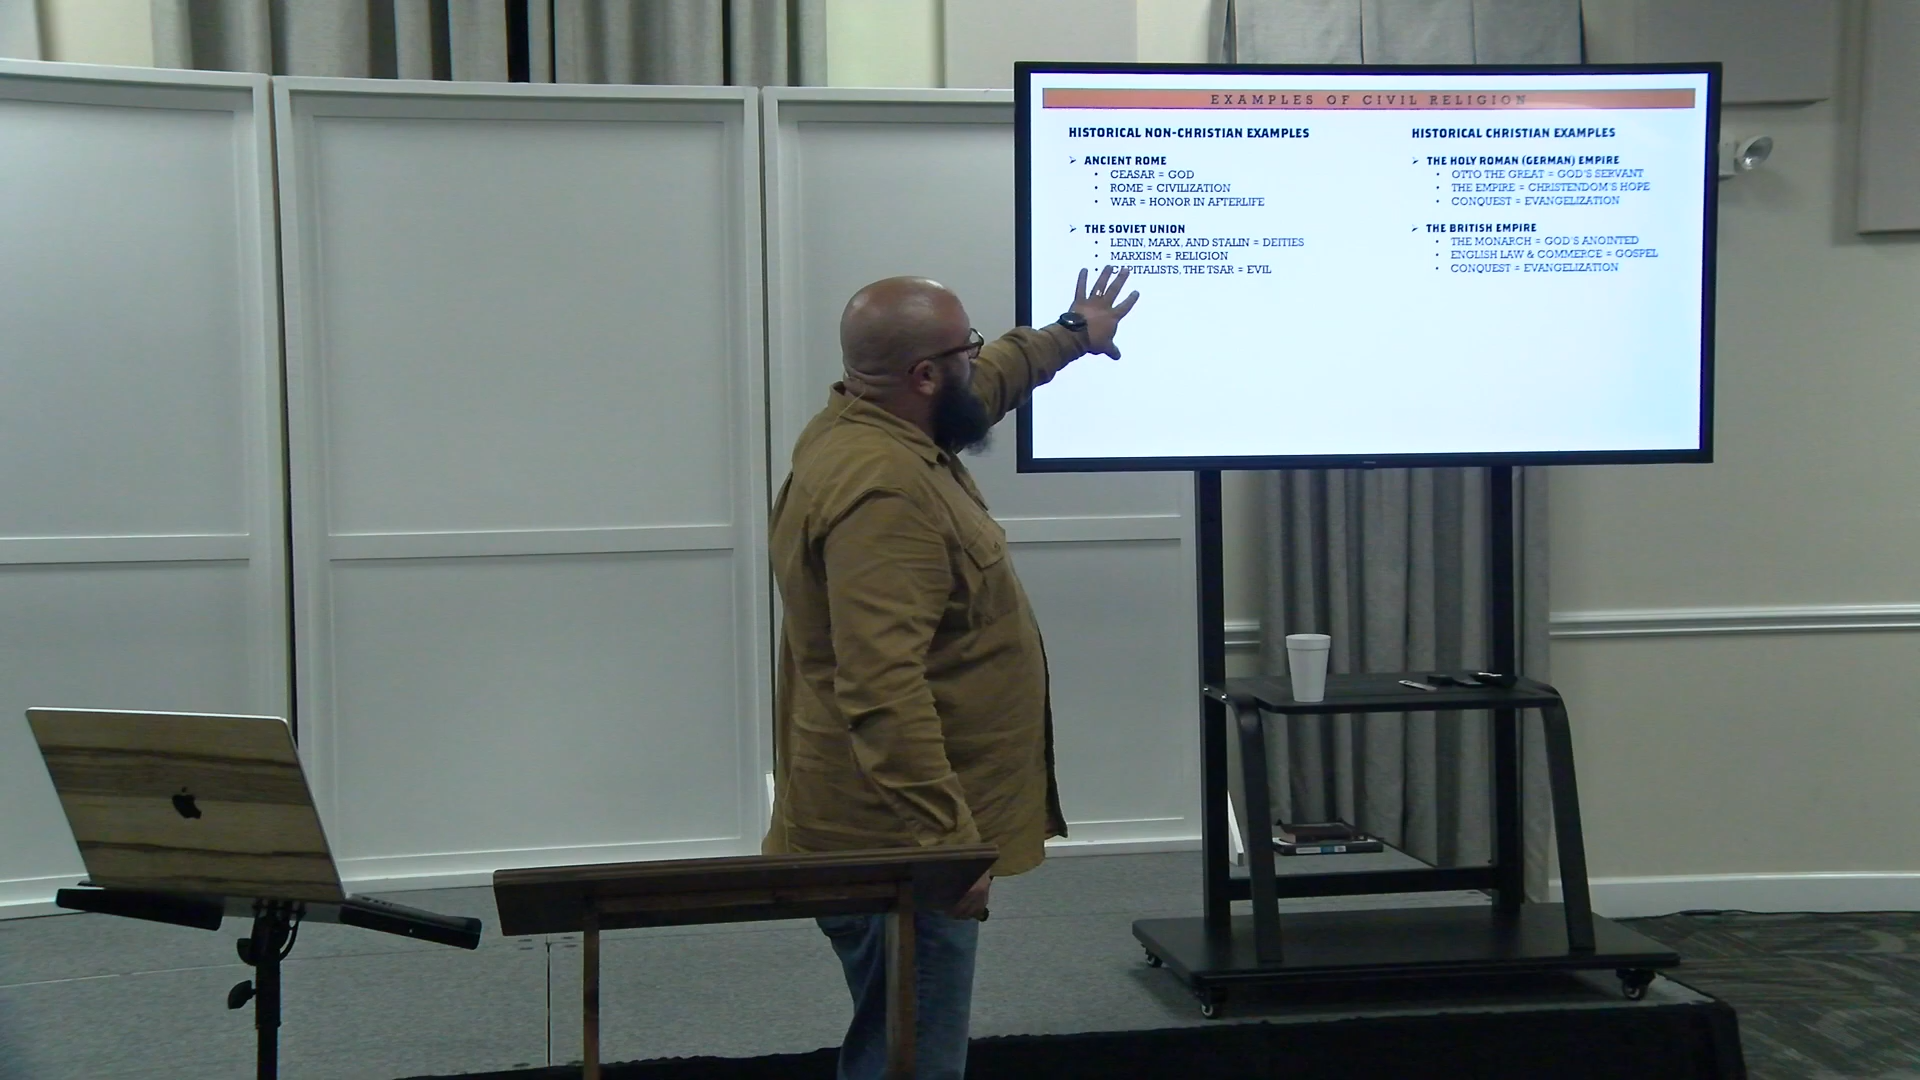 EXAMPLES OF CIVIL RELIGION
HISTORICAL NON-CHRISTIAN EXAMPLES
ANCIENT ROME
CEASAR = GOD
ROME = CIVILIZATION
WAR = HONOR IN AFTERLIFE
THE SOVIET UNION
LENIN, MARX, AND STALIN = DEITIES
MARXISM = RELIGION
CAPITALISTS, THE TSAR = EVIL
HISTORICAL CHRISTIAN EXAMPLES
THE HOLY ROMAN (GERMAN) EMPIRE
OTTO THE GREAT = GOD'S SERVANT
THE EMPIRE = CHRISTENDOM'S HOPE
CONQUEST = EVANGELIZATION
THE BRITISH EMPIRE
THE MONARCH = GOD'S ANOINTED
ENGLISH LAW & COMMERCE = GOSPEL
CONQUEST = EVANGELIZATION